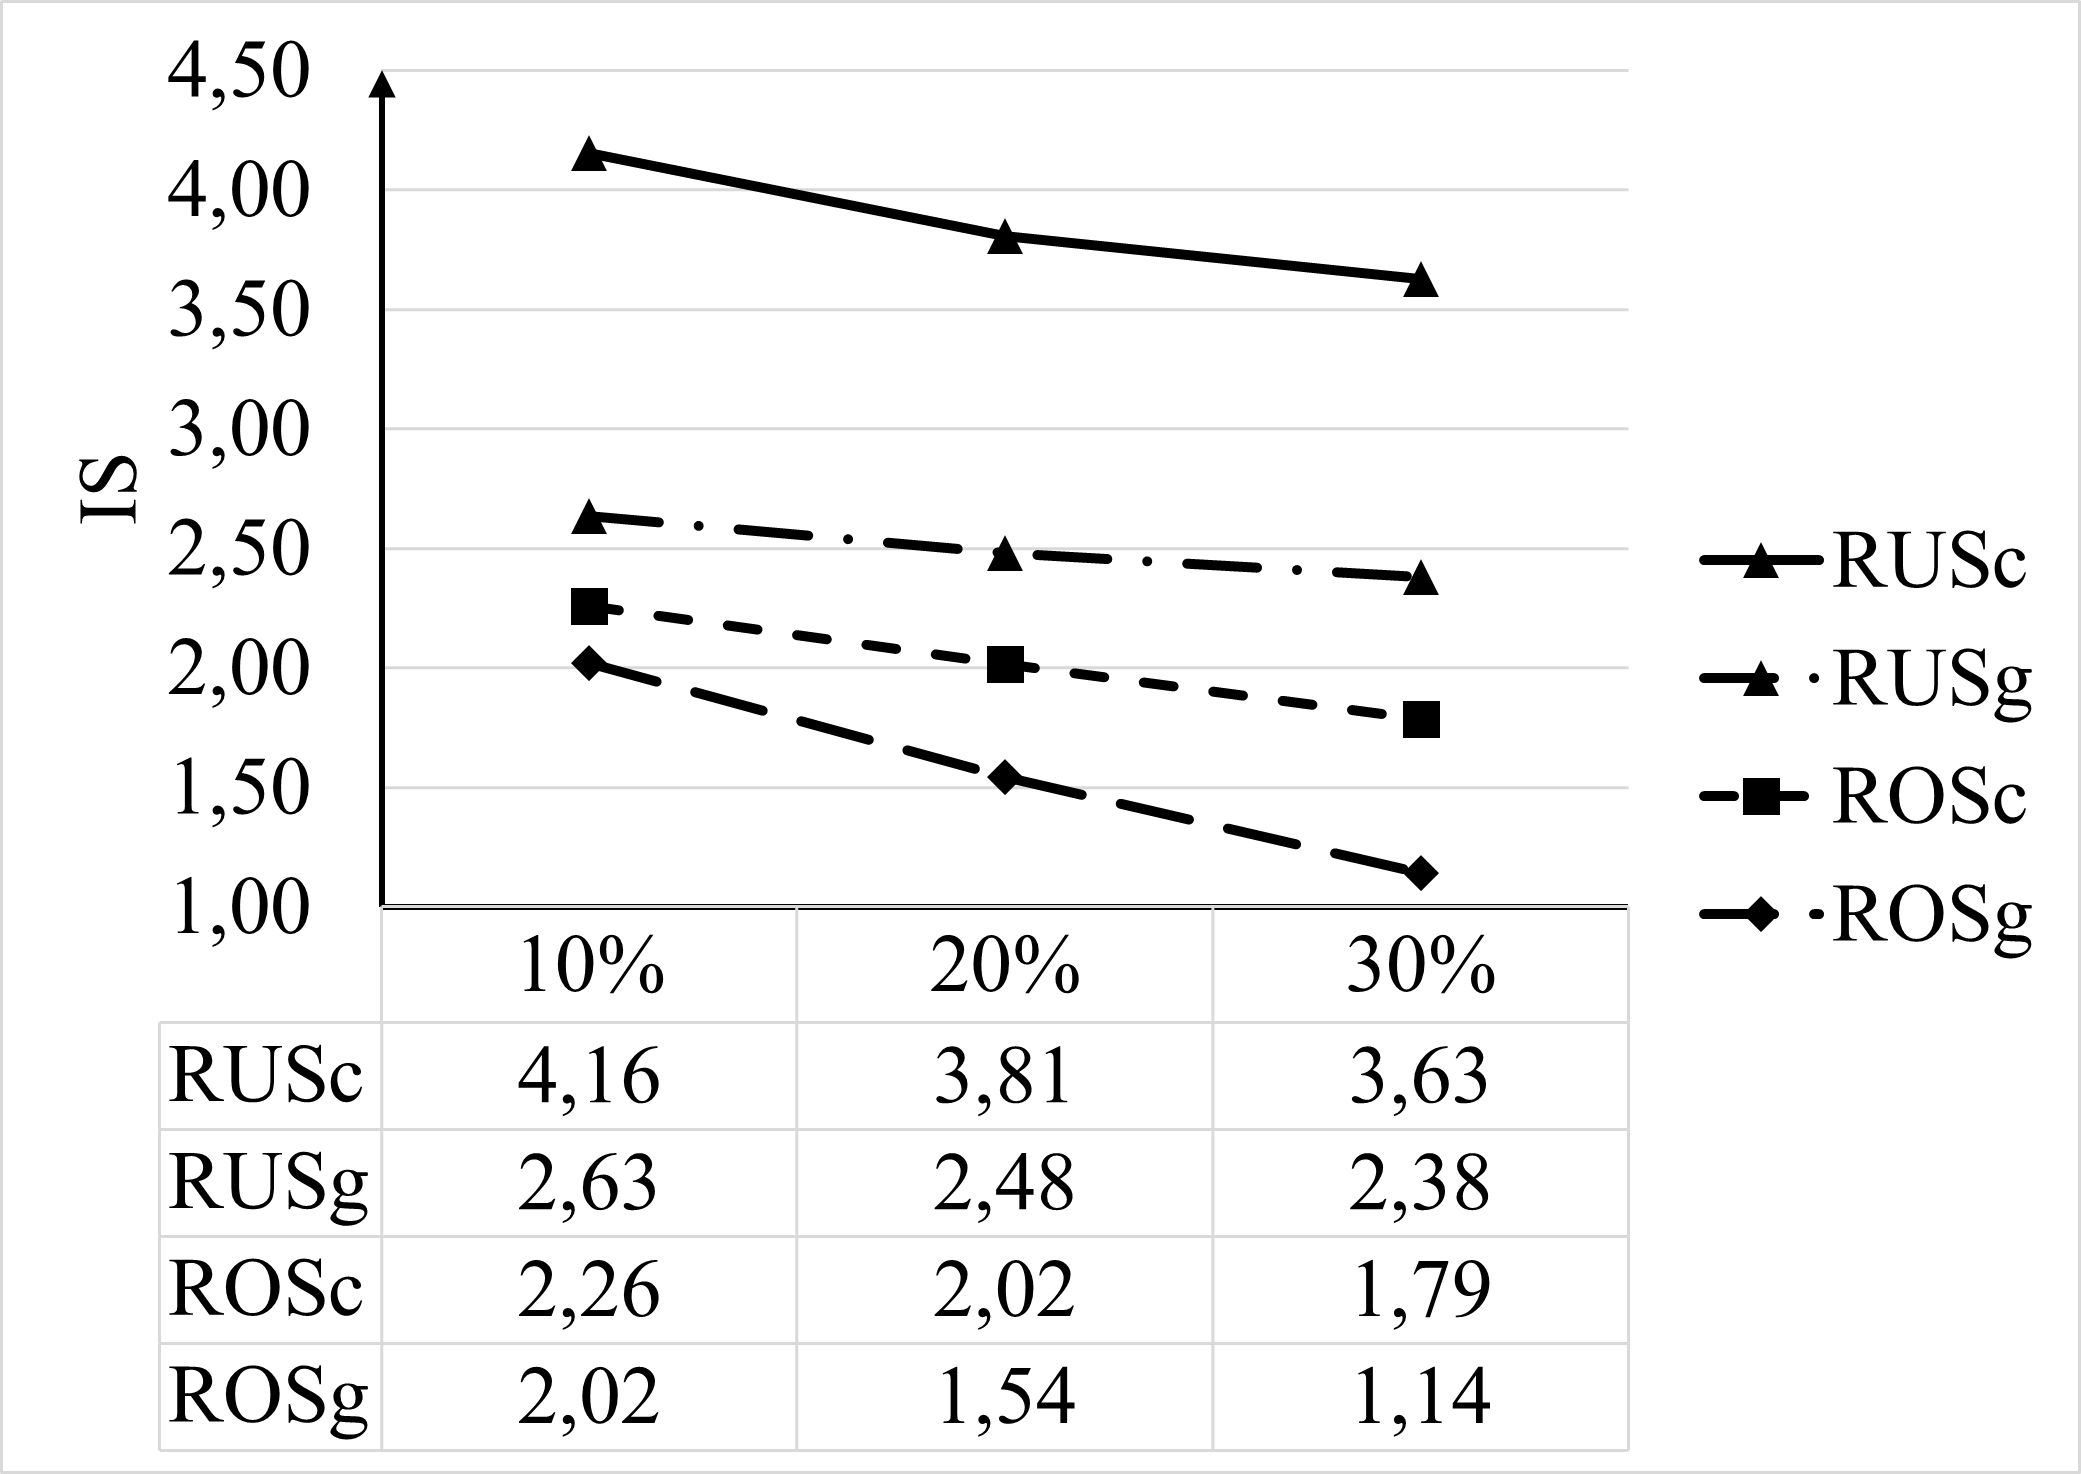 4,50
4,00
3,50
3,00
2,50
2,00
1,50
1,00
IS
RUSc
RUSg
ROSc
ROSg
10% 20% 30%
RUSc 4,16 3,81 3,63
RUSg 2,63 2,48 2,38
ROSc 2,26 2,02 1,79
ROSg 2,02 1,54 1,14